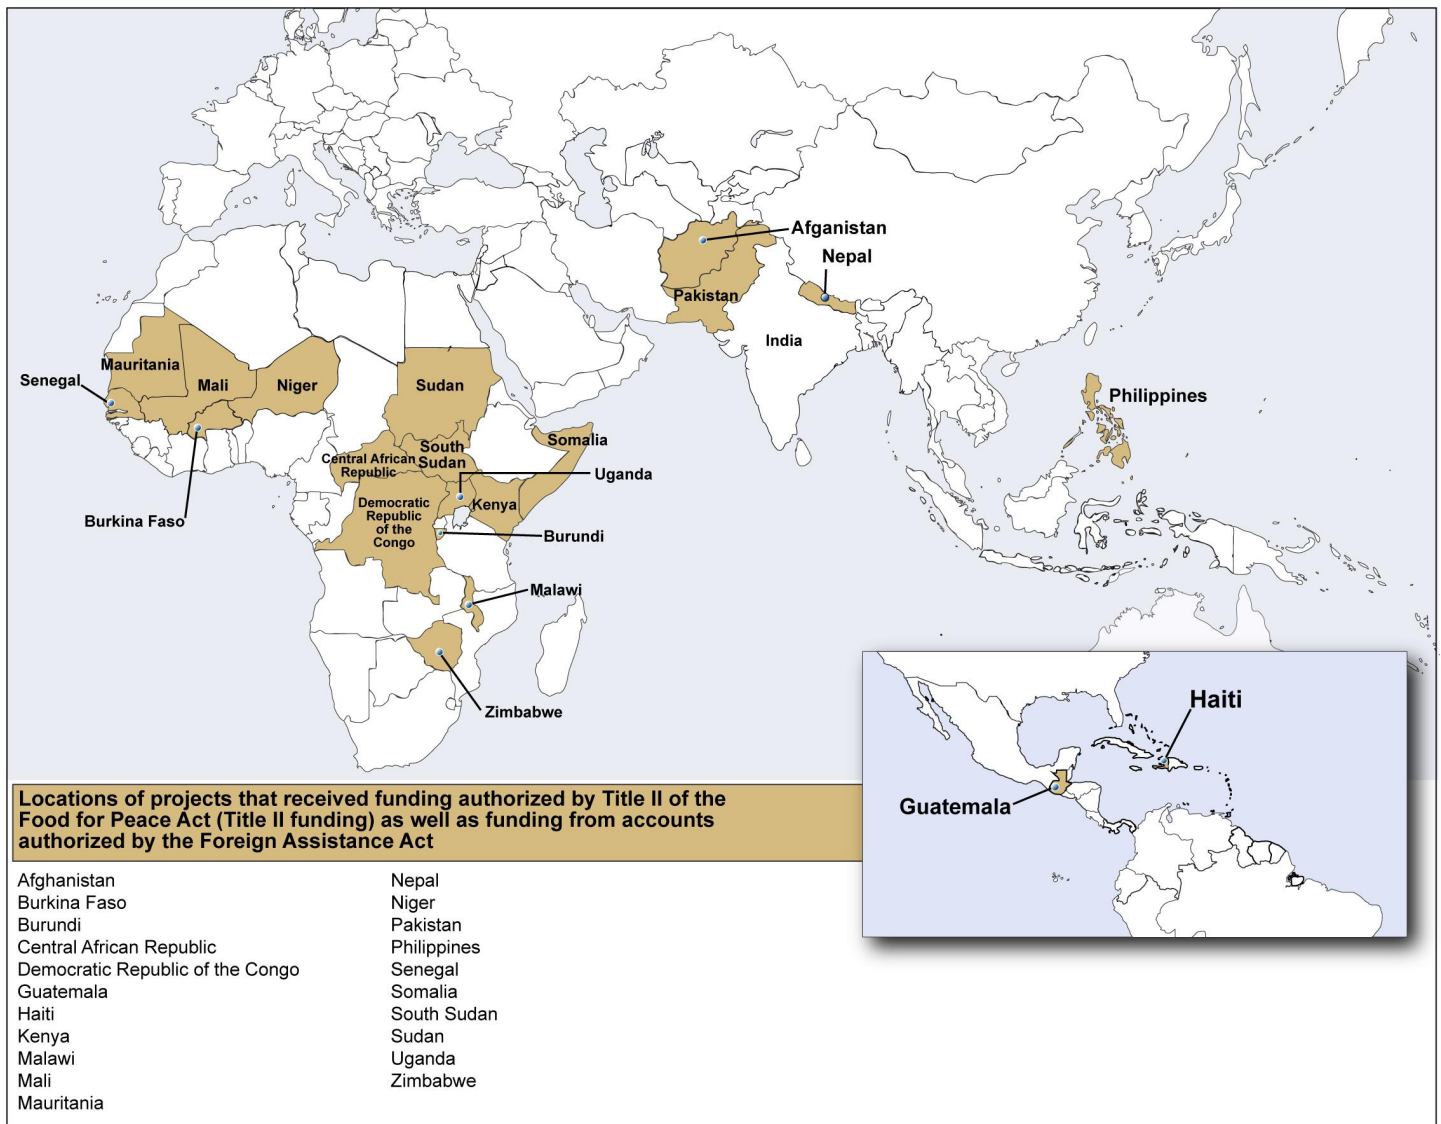 Afganistan
Nepal
Pakistan
India
Mauritania
Senegal
Mali
Niger
Sudan
Philippines
Somalia
South
Sudan
Central African
Republic
Uganda
Kenya
Democratic
Republic
of the
Congo
Burkina Faso
Burundi
Malawi
Zimbabwe
Haiti
Guatemala
Locations of projects that received funding authorized by Title II of the
Food for Peace Act (Title II funding) as well as funding from accounts
authorized by the Foreign Assistance Act
Afghanistan
Burkina Faso
Burundi
Central African Republic
Democratic Republic of the Congo
Guatemala
Haiti
Kenya
Malawi
Mali
Mauritania
Nepal
Niger
Pakistan
Philippines
Senegal
Somalia
South Sudan
Sudan
Uganda
Zimbabwe